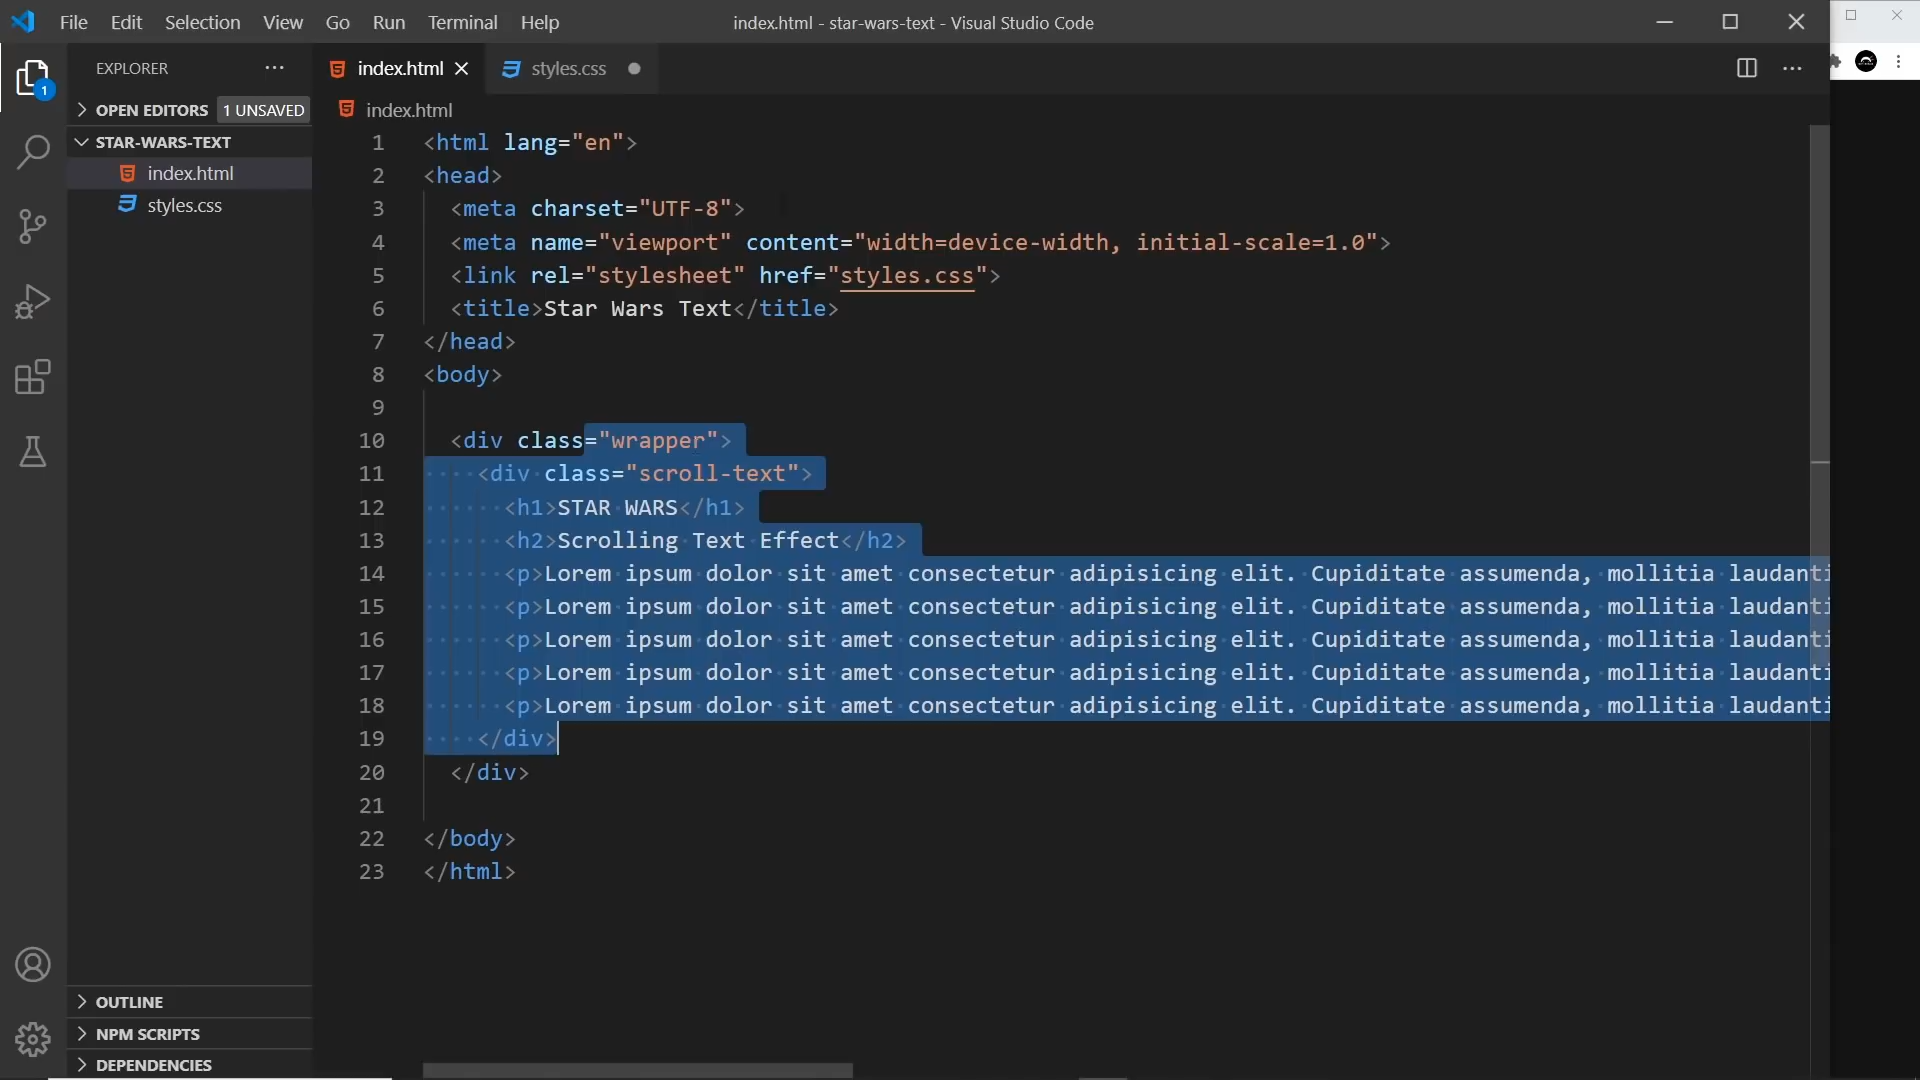 File Edit Selection View Go Run Terminal Help
index.html - star-wars-text - Visual Studio Code
EXPLORER
index.html
styles.css
1
OPEN EDITORS
1 UNSAVED
STAR-WARS-TEXT
index.html
styles.css
OUTLINE
NPM SCRIPTS
DEPENDENCIES
index.html
1 <html lang="en">
2 <head>
3 <meta charset="UTF-8">
4 <meta name="viewport" content="width=device-width, initial-scale=1.0">
5 <link rel="stylesheet" href="styles.css">
6 <title>Star Wars Text</title>
7 </head>
8 <body>
9
10 <div class="wrapper">
11 <div class="scroll-text">
12 <h1>STAR WARS</h1>
13 <h2>Scrolling Text Effect</h2>
14 <p>Lorem ipsum dolor sit amet consectetur adipisicing elit. Cupiditate assumenda, mollitia laudanti
15 <p>Lorem ipsum dolor sit amet consectetur adipisicing elit. Cupiditate assumenda, mollitia laudanti
16 <p>Lorem ipsum dolor sit amet consectetur adipisicing elit. Cupiditate assumenda, mollitia laudanti
17 <p>Lorem ipsum dolor sit amet consectetur adipisicing elit. Cupiditate assumenda, mollitia laudanti
18 <p>Lorem ipsum dolor sit amet consectetur adipisicing elit. Cupiditate assumenda, mollitia laudanti
19 </div>
20 </div>
21
22 </body>
23 </html>